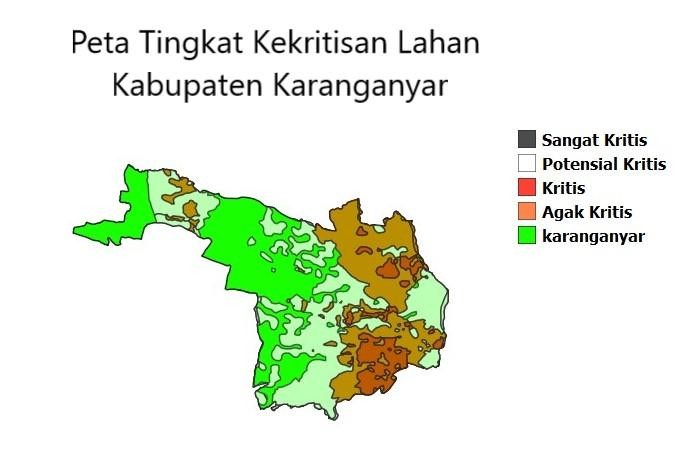 Peta Tingkat Kekritisan Lahan
Kabupaten Karanganyar
Sangat Kritis
Potensial Kritis
Kritis
Agak Kritis
karanganyar